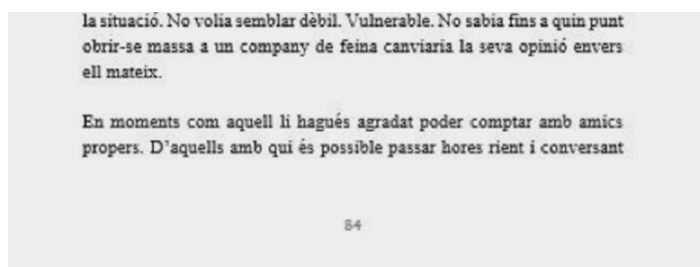 la situació. No volia semblar dèbil. Vulnerable. No sabia fins a quin punt
obrir-se massa a un company de feina canviaria la seva opinió envers
ell mateix.
En moments com aquell li hagués agradat poder comptar amb amics
propers. D'aquells amb qui és possible passar hores rient i conversant
84